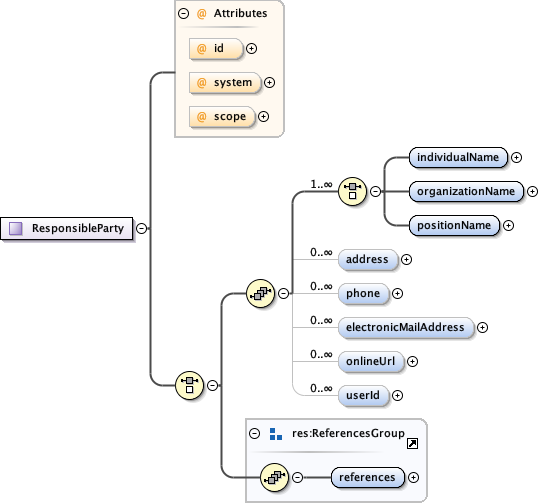 Attributes
@ id
@ system
@ scope
ResponsibleParty
1..∞
individualName
organizationName
positionName
0..∞ address
0..∞ phone
0..∞ electronicMailAddress
0..∞ onlineUrl
0..∞ userId
res:ReferencesGroup
references